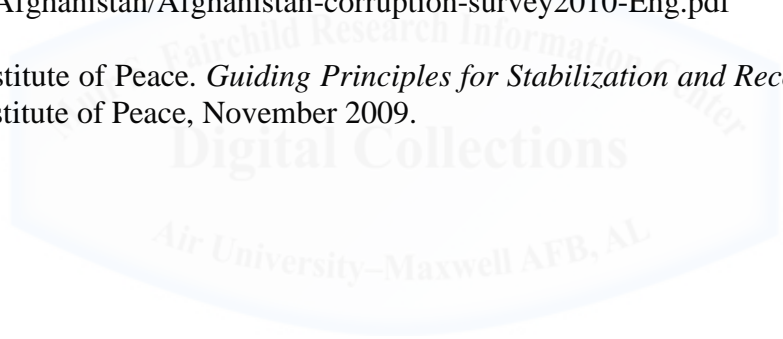 Afghanistan/Afghanistan-corruption-survey2010-Eng.pdf
stitute of Peace. Guiding Principles for Stabilization and Rec
stitute of Peace, November 2009.
Fairchild Research Information Center
Digital Collections
Air University–Maxwell AFB, AL